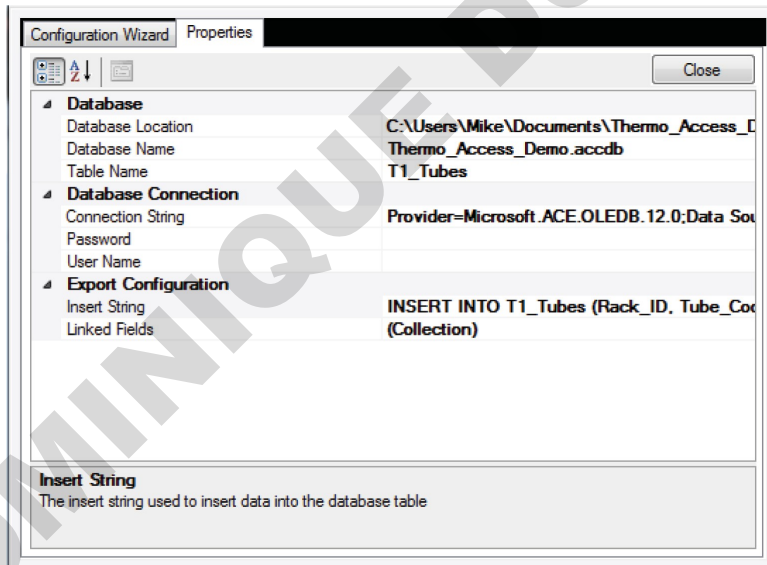 Configuration Wizard Properties
Close
Database
Database Location C:\Users\Mike\Documents\Thermo_Access_D
Database Name Thermo_Access_Demo.accdb
Table Name T1_Tubes
Database Connection
Connection String Provider=Microsoft.ACE.OLEDB.12.0;Data Sou
Password
User Name
Export Configuration
Insert String INSERT INTO T1_Tubes (Rack_ID, Tube_Cod
Linked Fields (Collection)
Insert String
The insert string used to insert data into the database table
OMINIQUE DO